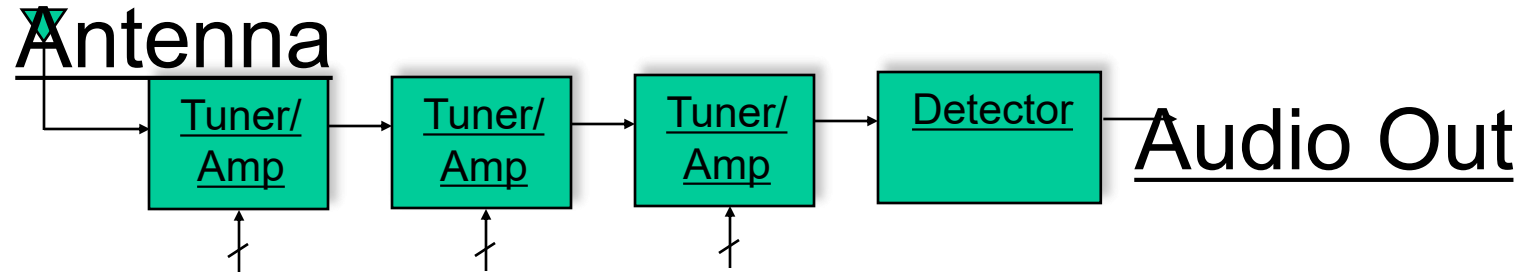 Antenna
Tuner/
Amp
Tuner/
Amp
Tuner/
Amp
Detector
Audio Out